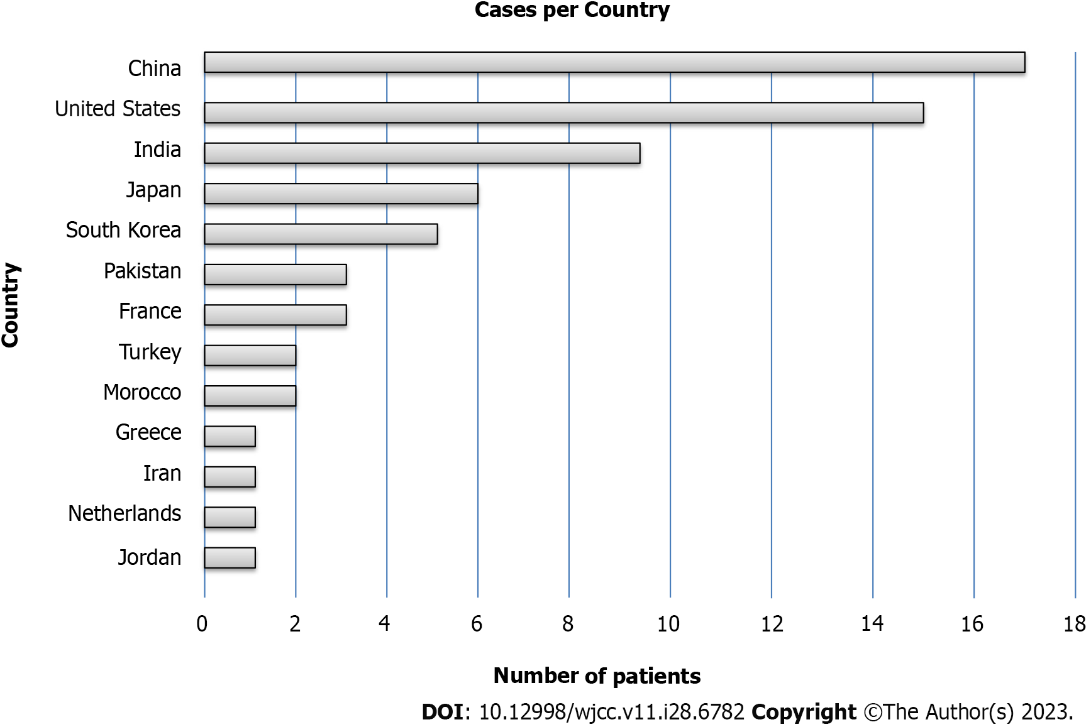 Cases per Country
China
United States
India
Japan
South Korea
Pakistan
France
Turkey
Morocco
Greece
Iran
Netherlands
Jordan
Country
0 2 4 6 8 10 12 14 16 18
Number of patients
DOI: 10.12998/wjcc.v11.i28.6782 Copyright ©The Author(s) 2023.